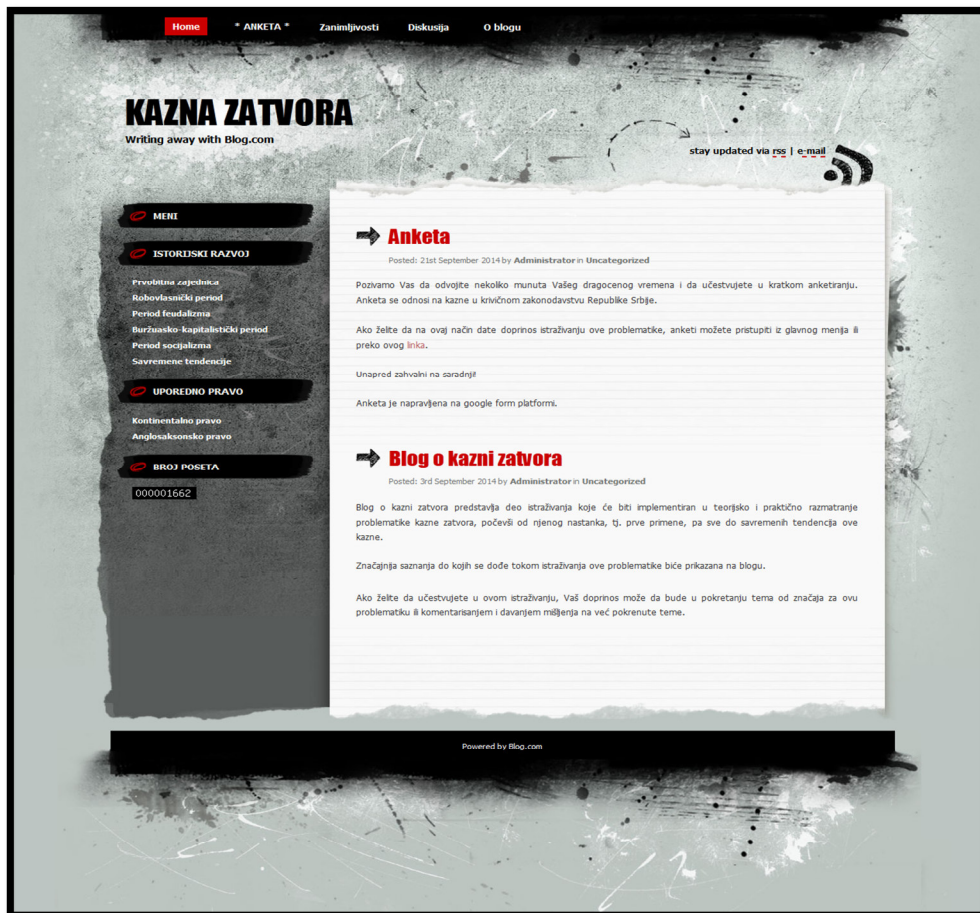 Home * ANKETA * Zanimljivosti Diskusija O blogu
KAZNA ZATVORA
Writing away with Blog.com
stay updated via rss | e-mail
MENI
ISTORIJSKI RAZVOJ
Prvobitna zajednica
Robovlasnički period
Period feudalizma
Buržuasko-kapitalistički period
Period socijalizma
Savremene tendencije
UPOREDNO PRAVO
Kontinentalno pravo
Anglosaksonsko pravo
BROJ POSETA
000001662
Anketa
Posted: 21st September 2014 by Administrator in Uncategorized
Pozivamo Vas da odvojite nekoliko munuta Vašeg dragocenog vremena i da učestvujete u kratkom anketiranju.
Anketa se odnosi na kazne u krivičnom zakonodavstvu Republike Srbije.
Ako želite da na ovaj način date doprinos istraživanju ove problematike, anketi možete pristupiti iz glavnog menija ili
preko ovog linka.
Unapred zahvalni na saradnji!
Anketa je napravljena na google form platformi.
Blog o kazni zatvora
Posted: 3rd September 2014 by Administrator in Uncategorized
Blog o kazni zatvora predstavlja deo istraživanja koje će biti implementiran u teorijsko i praktično razmatranje
problematike kazne zatvora, počevši od njenog nastanka, tj. prve primene, pa sve do savremenih tendencija ove
kazne.
Značajnija saznanja do kojih se dođe tokom istraživanja ove problematike biće prikazana na blogu.
Ako želite da učestvujete u ovom istraživanju, Vaš doprinos može da bude u pokretanju tema od značaja za ovu
problematiku ili komentarisanjem i davanjem mišljenja na već pokrenute teme.
Powered by Blog.com